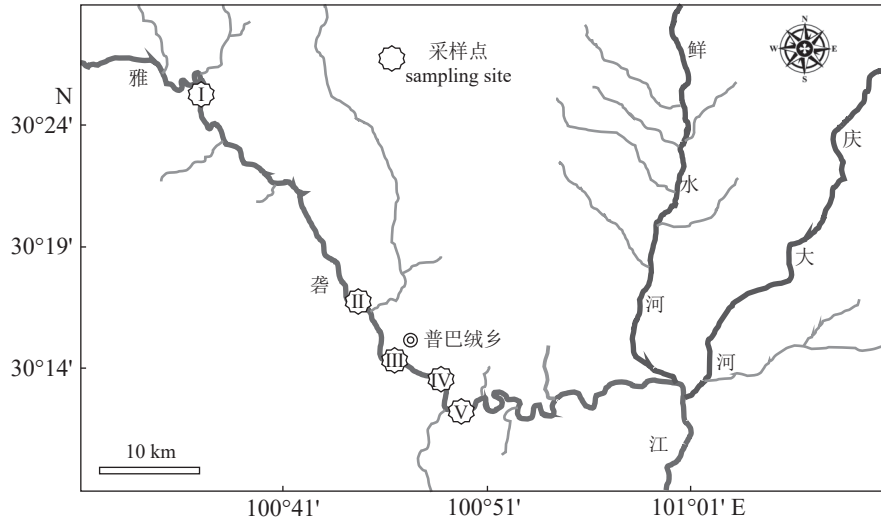 采样点
sampling site
N
W
E
S
雅
砻
江
鲜
水
河
庆
大
河
I
II
III
IV
V
普巴绒乡
N
30°24'
30°19'
30°14'
10 km
100°41'
100°51'
101°01' E